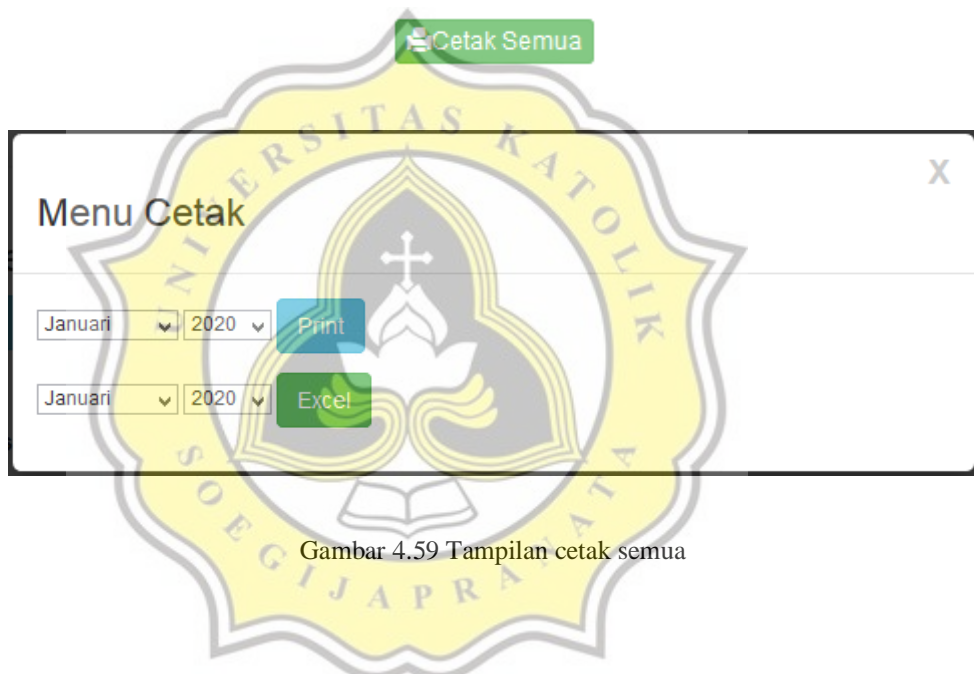 Cetak Semua
UNIVERSITAS KATOLIK
X
Menu Cetak
Januari 2020 Print
Januari 2020 Excel
SOEGIJAPRANATA
Gambar 4.59 Tampilan cetak semua